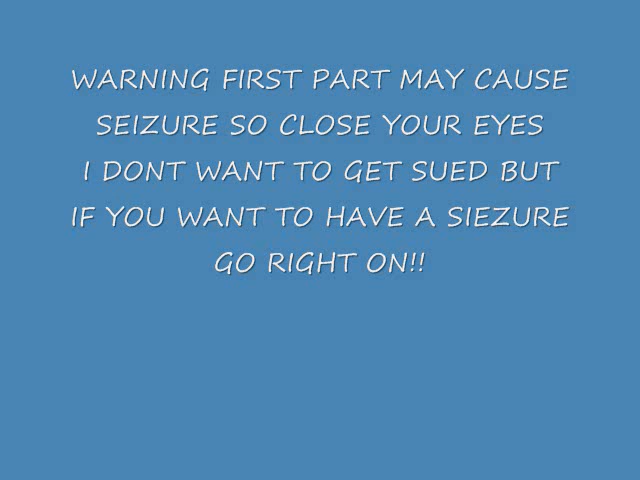 WARNING FIRST PART MAY CAUSE
SEIZURE SO CLOSE YOUR EYES
I DONT WANT TO GET SUED BUT
IF YOU WANT TO HAVE A SIEZURE
GO RIGHT ON!!